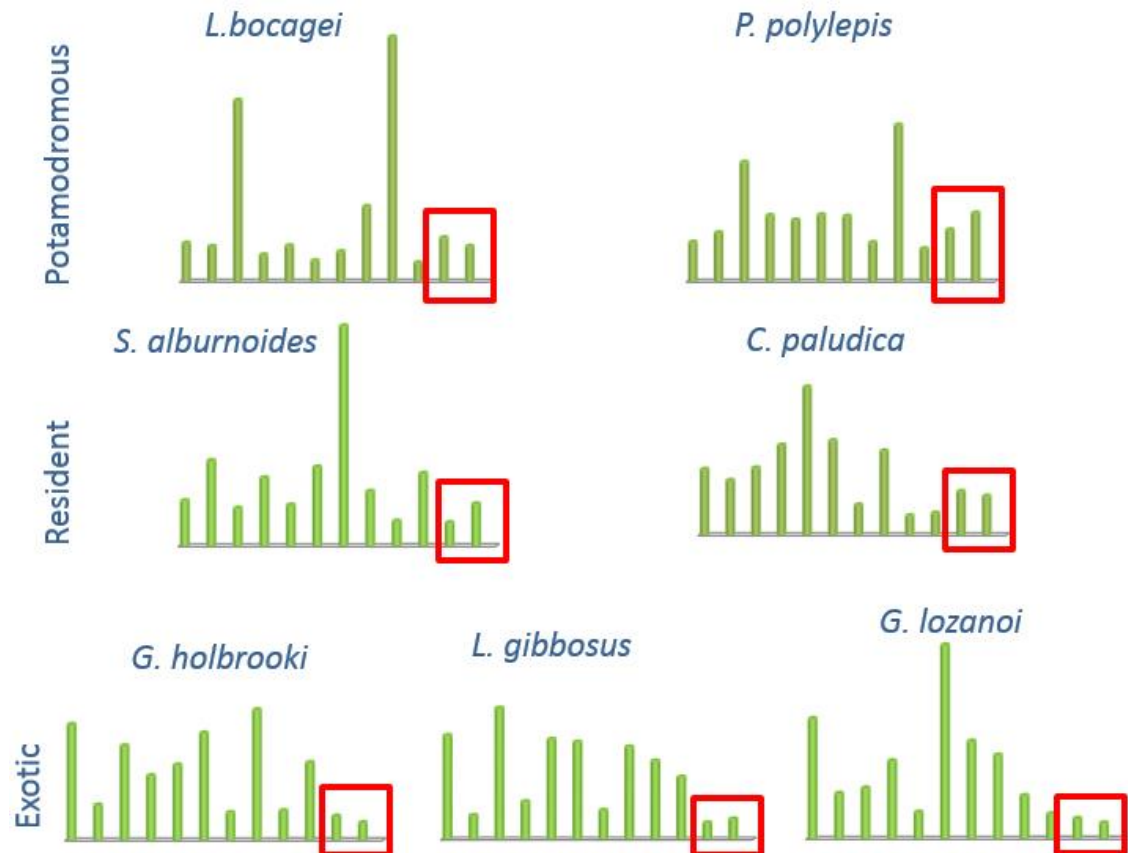 L.bocagei
P. polylepis
Potamodromous
S. alburnoides
C. paludica
Resident
G. holbrooki
L. gibbosus
G. lozanoi
Exotic